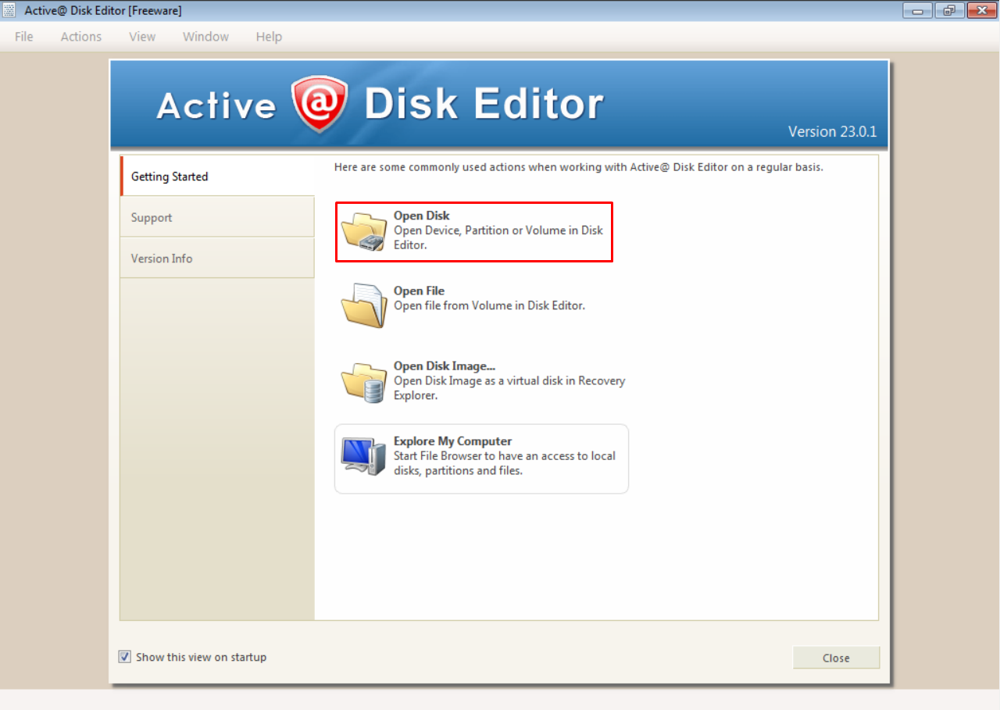 Active@ Disk Editor [Freeware]
File Actions View Window Help
Active @ Disk Editor
Version 23.0.1
Getting Started
Support
Version Info
Here are some commonly used actions when working with Active@ Disk Editor on a regular basis.
Open Disk
Open Device, Partition or Volume in Disk
Editor.
Open File
Open file from Volume in Disk Editor.
Open Disk Image...
Open Disk Image as a virtual disk in Recovery
Explorer.
Explore My Computer
Start File Browser to have an access to local
disks, partitions and files.
Show this view on startup
Close